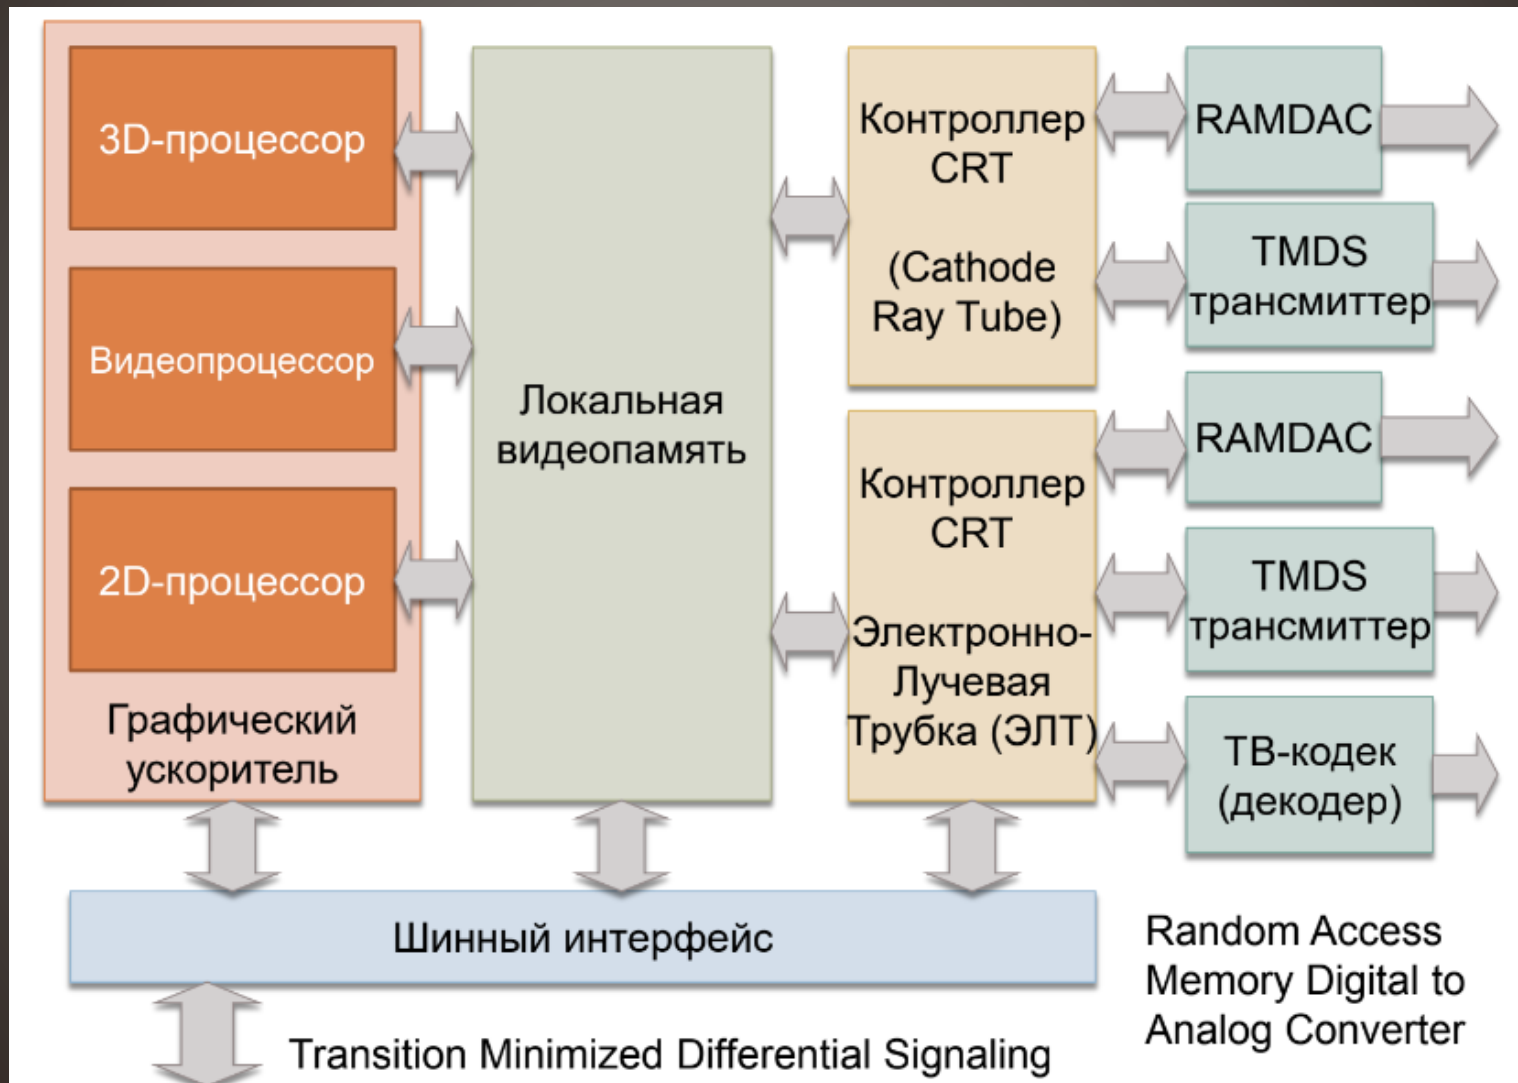 3D-процессор
Видеопроцессор
2D-процессор
Графический
ускоритель
Локальная
видеопамять
Контроллер
CRT
(Cathode
Ray Tube)
Контроллер
CRT
Электронно-
Лучевая
Трубка (ЭЛТ)
RAMDAC
TMDS
трансмиттер
RAMDAC
TMDS
трансмиттер
ТВ-кодек
(декодер)
Шинный интерфейс
Random Access
Memory Digital to
Analog Converter
Transition Minimized Differential Signaling